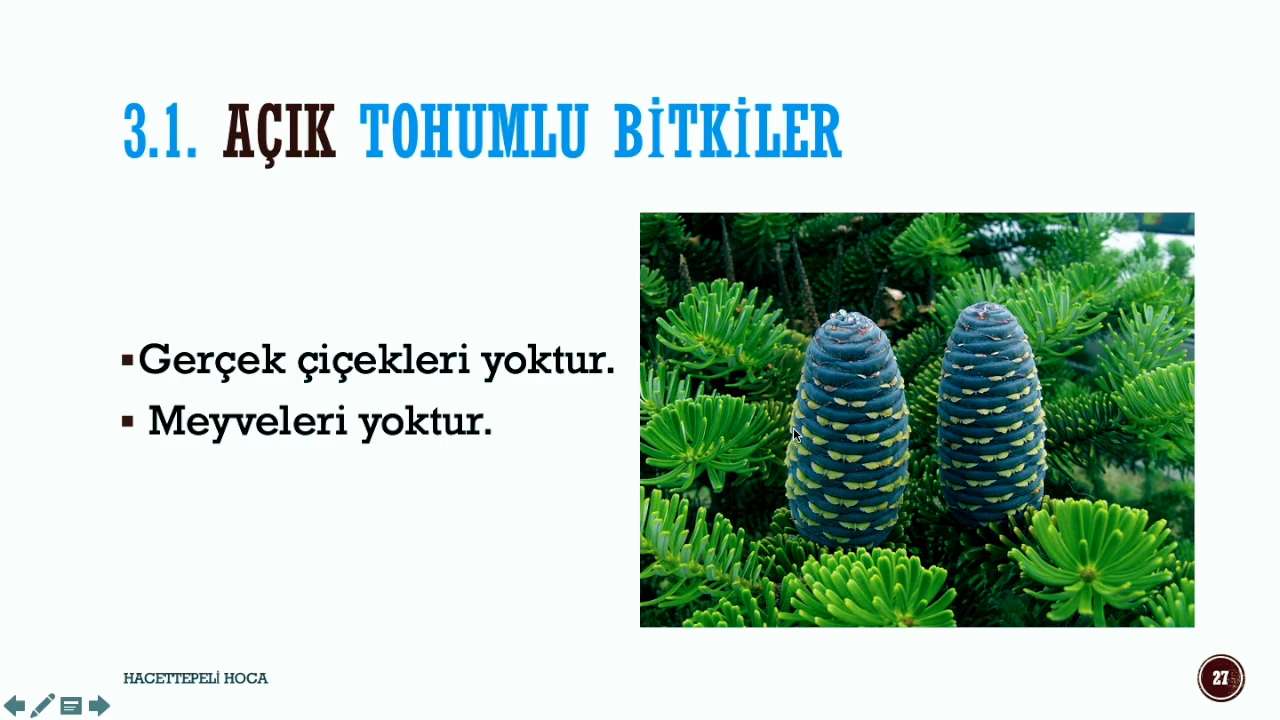 3.1. AÇIK TOHUMLU BİTKİLER
▪Gerçek çiçekleri yoktur.
▪ Meyveleri yoktur.
HACETTEPELİ HOCA
27